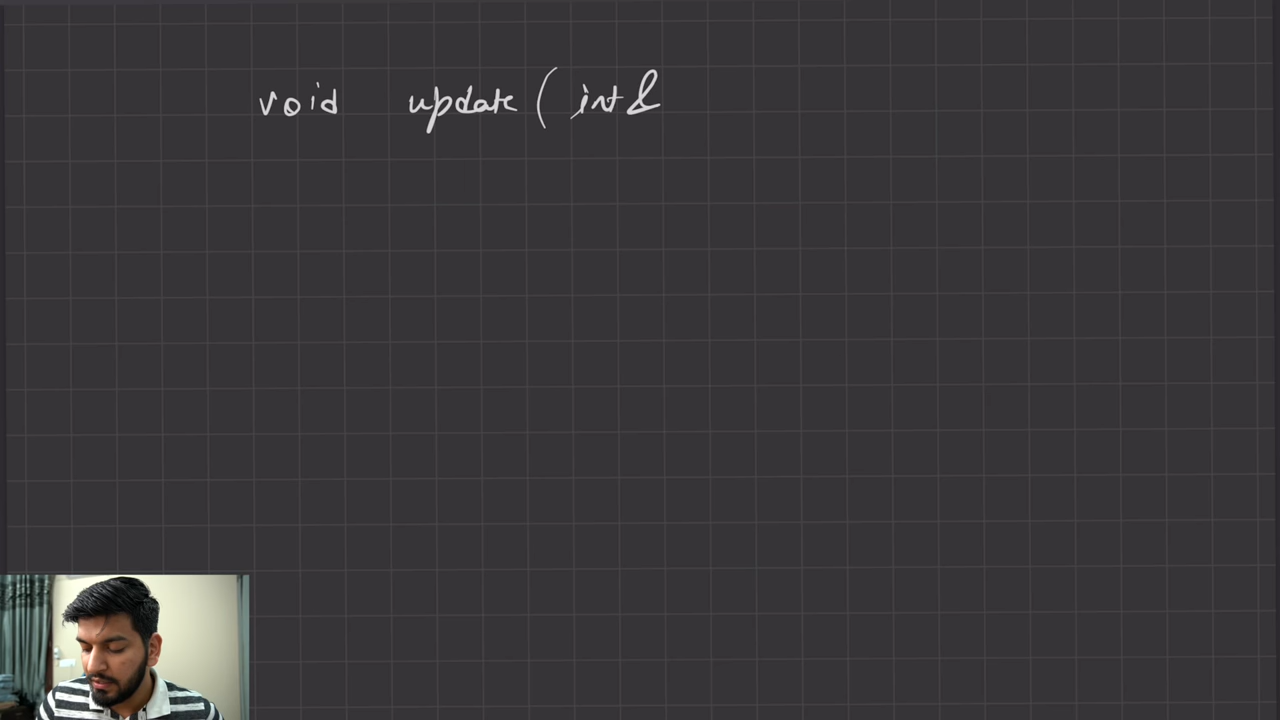 void update ( int &